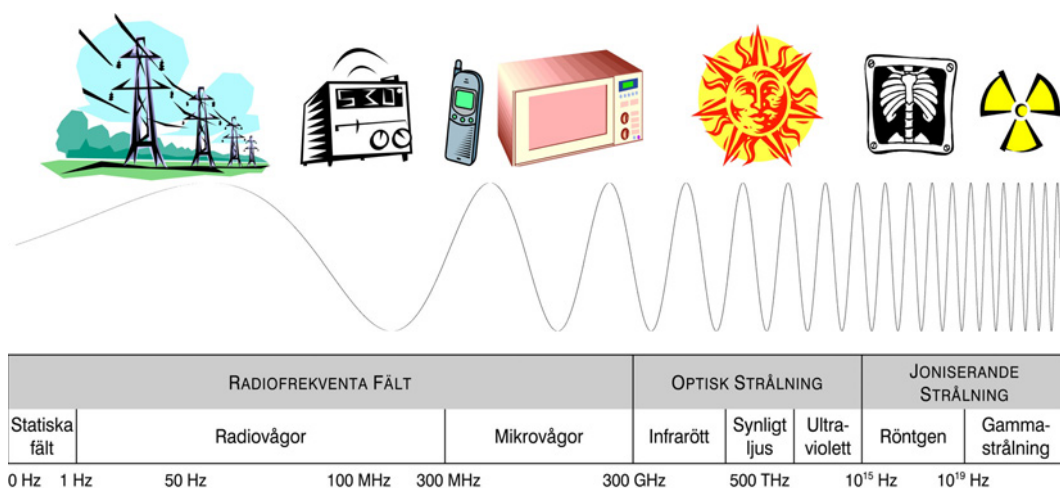 530
RADIOFREKVENTA FÄLT
OPTISK STRÅLNING
JONISERANDE
STRÅLNING
Statiska
fält
Radiovågor
Mikrovågor
Infrarött
Synligt
ljus
Ultra-
violett
Röntgen
Gamma-
strålning
0 Hz 1 Hz 50 Hz 100 MHz 300 MHz 300 GHz 500 THz 10¹⁵ Hz 10¹⁹ Hz